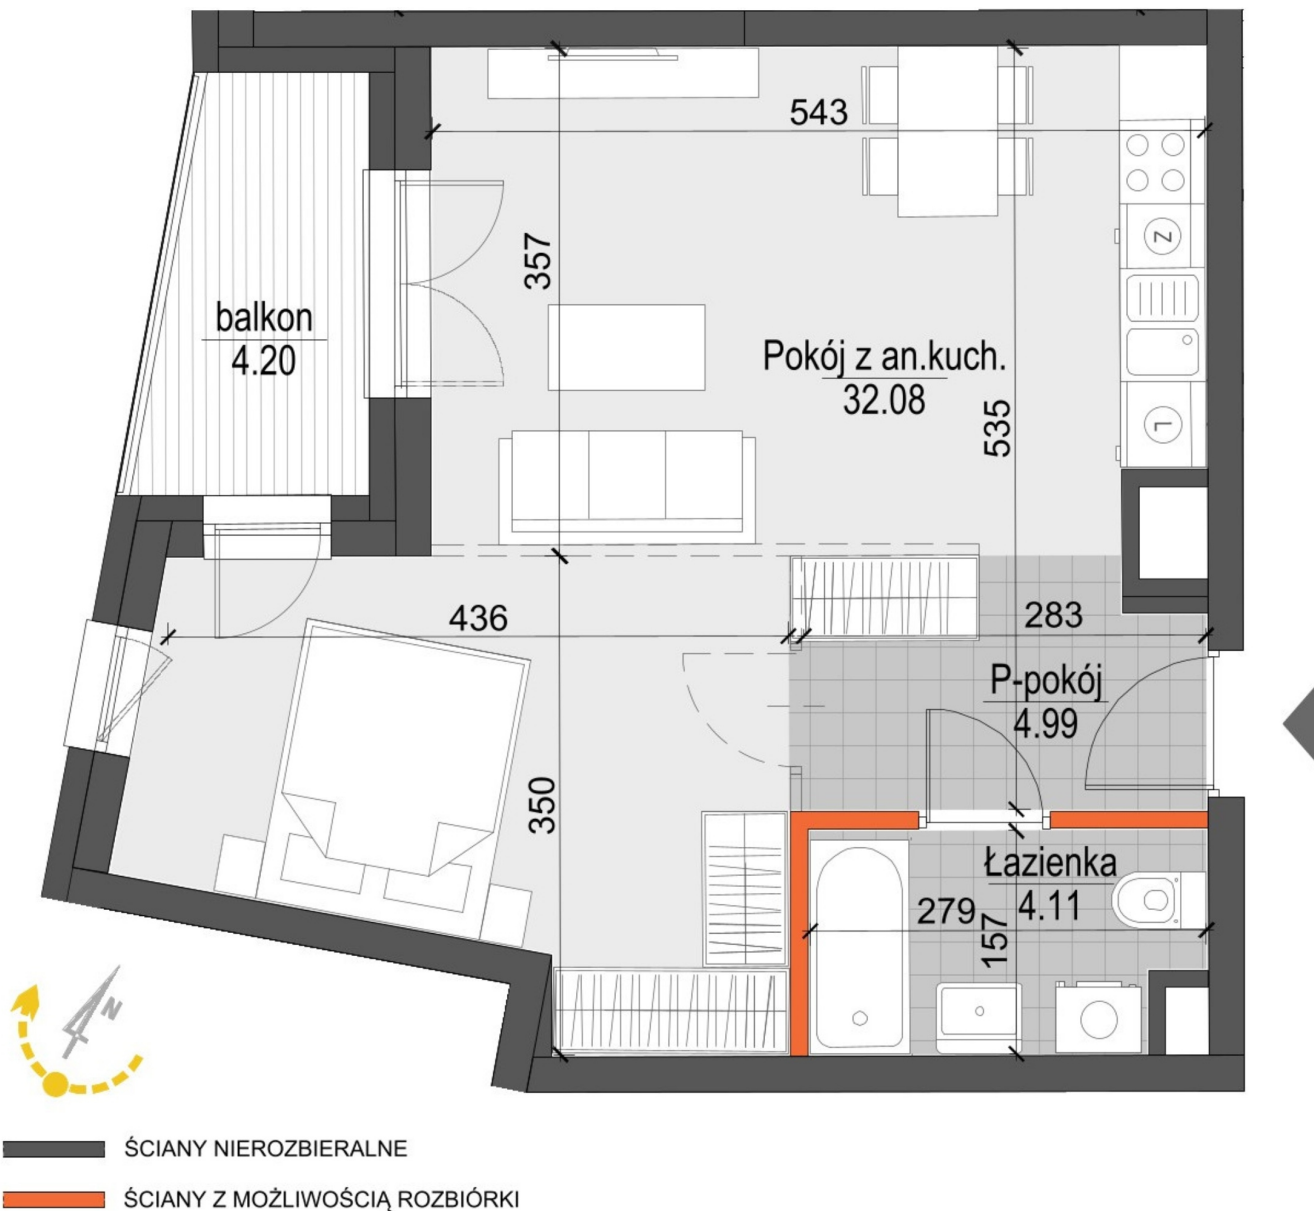 543
357
balkon
4.20
Z
Pokój z an.kuch.
32.08
535
L
436
283
P-pokój
4.99
350
Łazienka
4.11
279
157
N
ŚCIANY NIEROZBIERALNE
ŚCIANY Z MOŻLIWOŚCIĄ ROZBIÓRKI